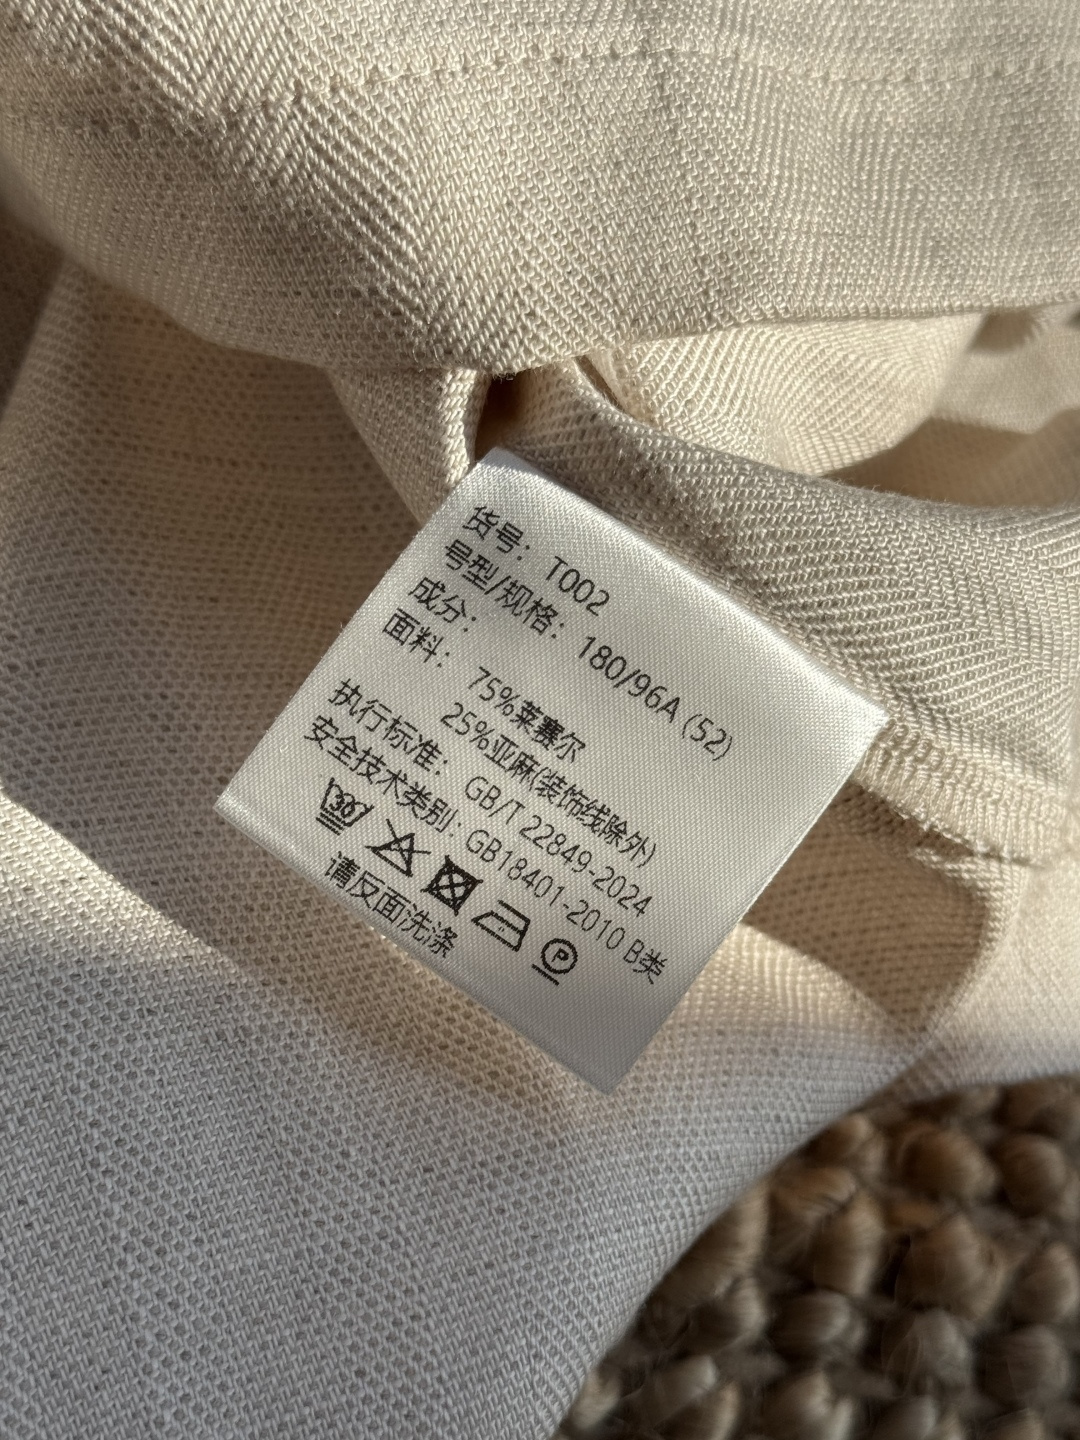 货号： T002
号型/规格： 180/96A (52)
成分：
面料： 75%莱赛尔
25%亚麻(装饰线除外)
执行标准： GB/T 22849-2024
安全技术类别：GB18401-2010 B类
30
P
请反面洗涤